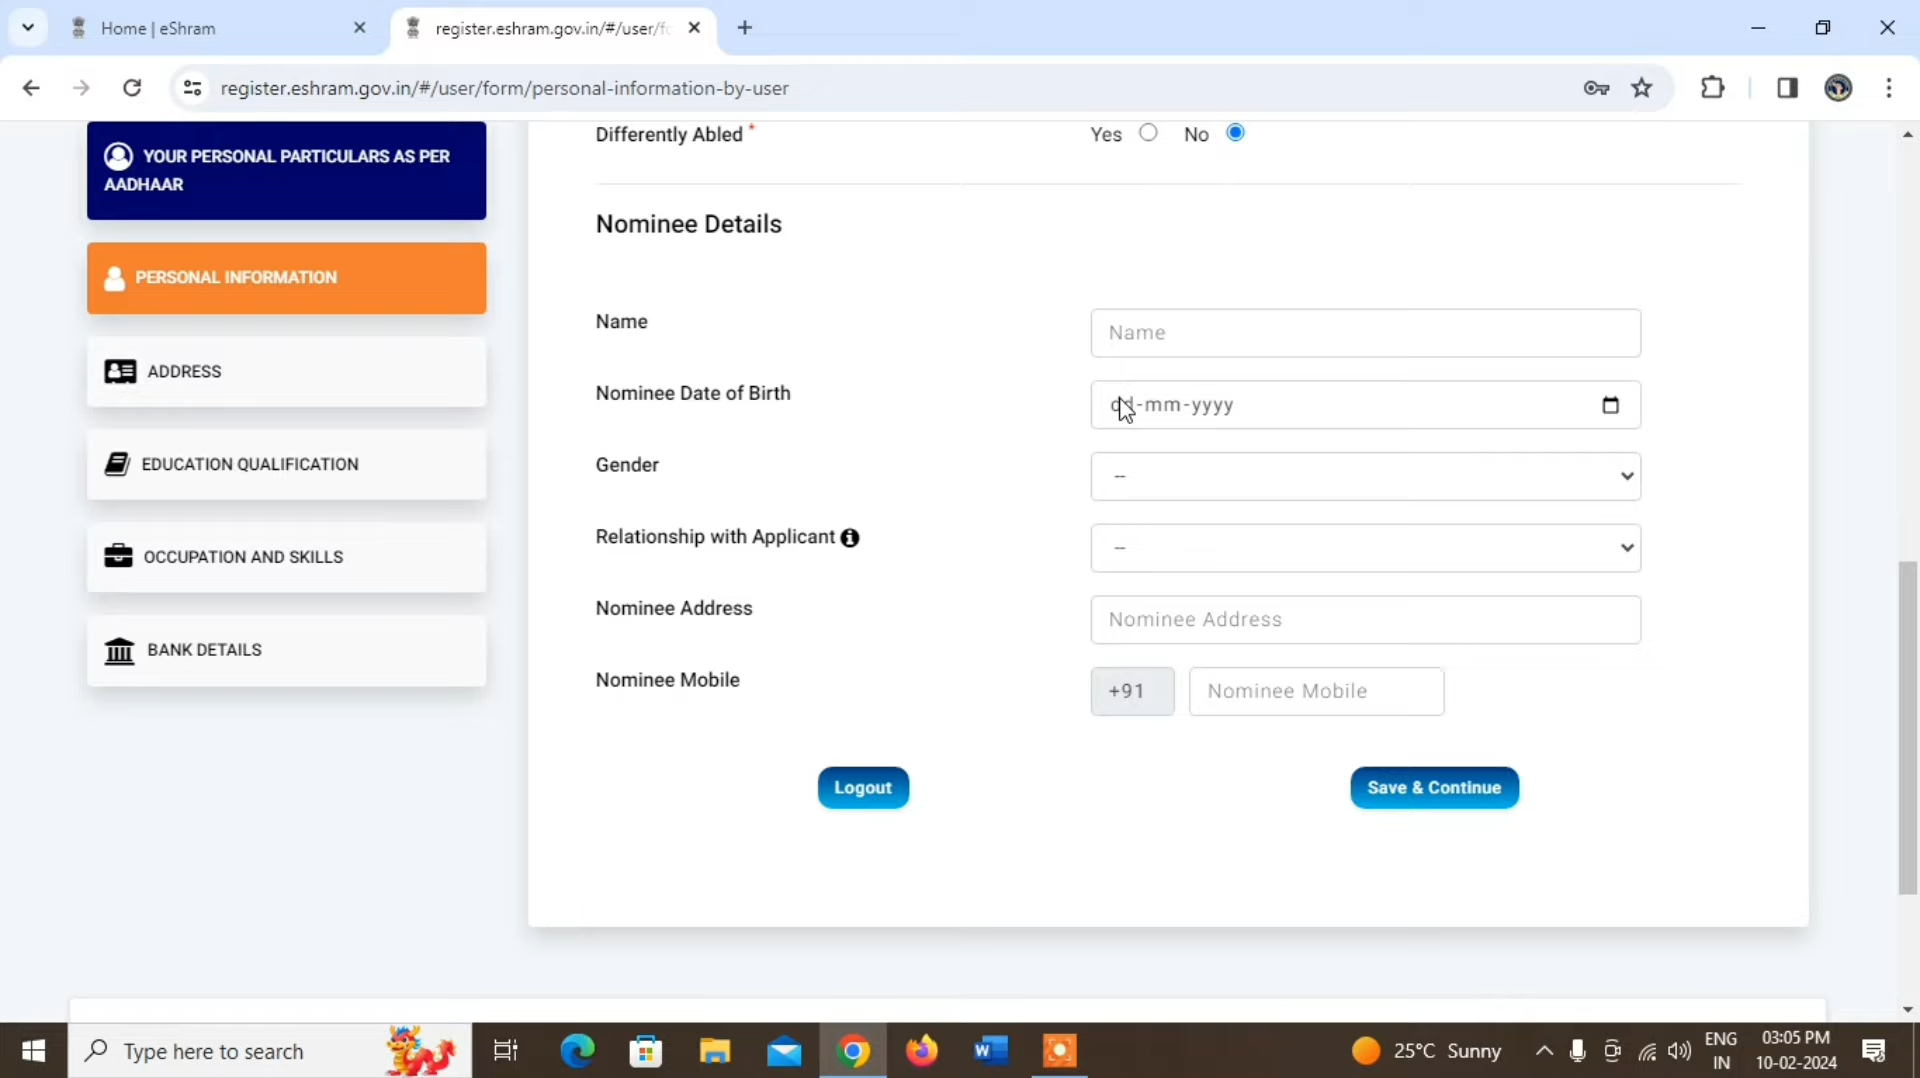 Home | eShram
register.eshram.gov.in/#/user/fo
register.eshram.gov.in/#/user/form/personal-information-by-user
YOUR PERSONAL PARTICULARS AS PER
AADHAAR
PERSONAL INFORMATION
ADDRESS
EDUCATION QUALIFICATION
OCCUPATION AND SKILLS
BANK DETAILS
Differently Abled * Yes No
Nominee Details
Name Name
Nominee Date of Birth dd-mm-yyyy
Gender --
Relationship with Applicant --
Nominee Address Nominee Address
Nominee Mobile +91 Nominee Mobile
Logout Save & Continue
Type here to search
25°C Sunny
ENG
IN
03:05 PM
10-02-2024